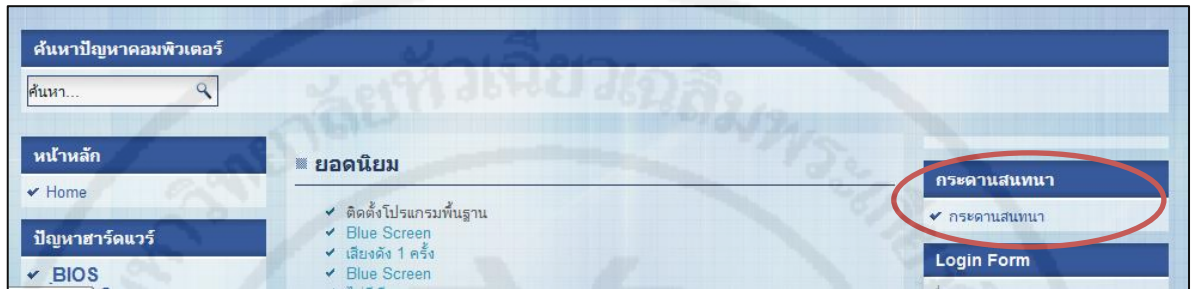 ค้นหาปัญหาคอมพิวเตอร์
ค้นหา...
หน้าหลัก
Home
ปัญหาฮาร์ดแวร์
BIOS
ยอดนิยม
ติดตั้งโปรแกรมพื้นฐาน
Blue Screen
เสียงดัง 1 ครั้ง
Blue Screen
กระดานสนทนา
กระดานสนทนา
Login Form